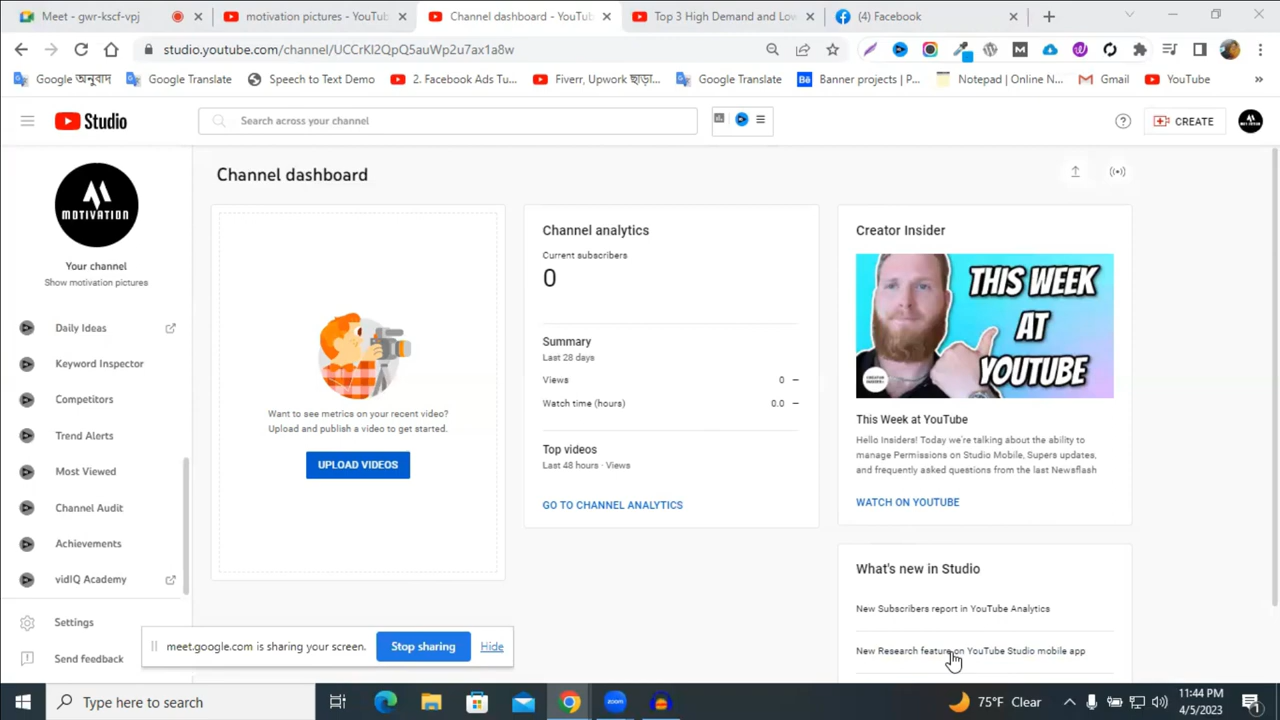 Meet - gwr-kscf-vpj
motivation pictures - YouTu
Channel dashboard - YouTu
Top 3 High Demand and Low
(4) Facebook
studio.youtube.com/channel/UCCrKI2QpQ5auWp2u7ax1a8w
Google অনুবাদ
Google Translate
Speech to Text Demo
2. Facebook Ads Tu...
Fiverr, Upwork ছাড়া...
Google Translate
Banner projects | P...
Notepad | Online N...
Gmail
YouTube
Studio
Search across your channel
CREATE
MOTIVATION
Your channel
Show motivation pictures
Daily Ideas
Keyword Inspector
Competitors
Trend Alerts
Most Viewed
Channel Audit
Achievements
vidIQ Academy
Settings
Send feedback
Channel dashboard
Want to see metrics on your recent video?
Upload and publish a video to get started.
UPLOAD VIDEOS
Channel analytics
Current subscribers
0
Summary
Last 28 days
Views 0 —
Watch time (hours) 0.0 —
Top videos
Last 48 hours · Views
GO TO CHANNEL ANALYTICS
Creator Insider
THIS WEEK
AT
YOUTUBE
CREATOR
INSIDER
This Week at YouTube
Hello Insiders! Today we're talking about the ability to
manage Permissions on Studio Mobile, Supers updates,
and frequently asked questions from the last Newsflash
WATCH ON YOUTUBE
What's new in Studio
New Subscribers report in YouTube Analytics
New Research feature on YouTube Studio mobile app
meet.google.com is sharing your screen.
Stop sharing
Hide
Type here to search
zoom
75°F Clear
11:44 PM
4/5/2023
1